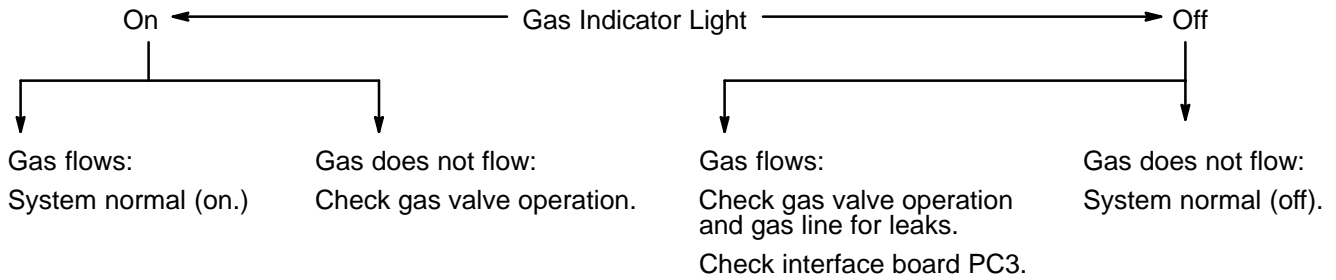 On Gas Indicator Light Off
Gas flows:
System normal (on.)
Gas does not flow:
Check gas valve operation.
Gas flows:
Check gas valve operation
and gas line for leaks.
Check interface board PC3.
Gas does not flow:
System normal (off).